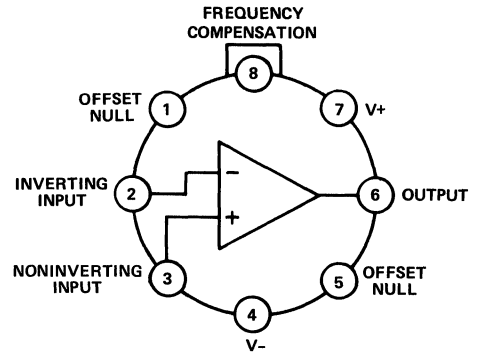 FREQUENCY
COMPENSATION
8
OFFSET
NULL
1
7
V+
INVERTING
INPUT
2
−
6
OUTPUT
+
NONINVERTING
INPUT
3
5
OFFSET
NULL
4
V−